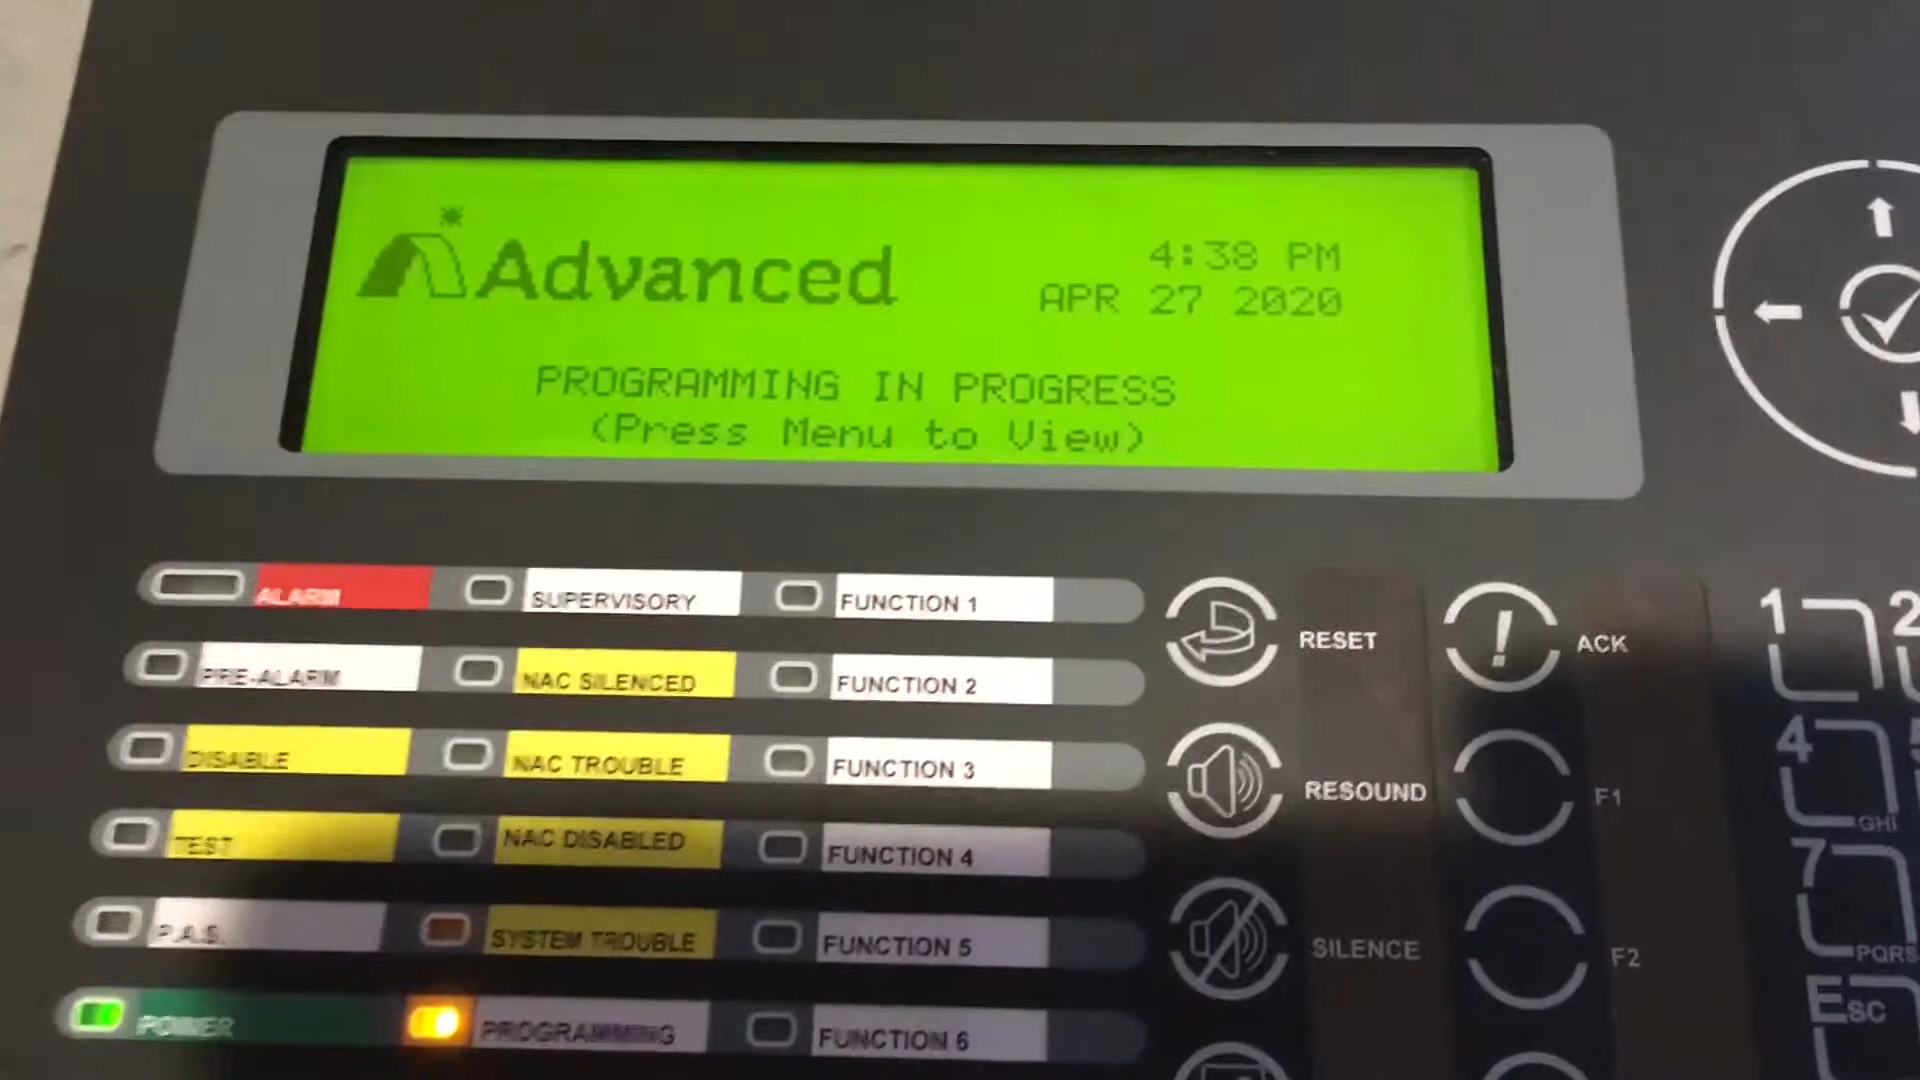 Advanced
4:38 PM
APR 27 2020
PROGRAMMING IN PROGRESS
(Press Menu to View)
ALARM
SUPERVISORY
FUNCTION 1
RESET
ACK
1
2
PRE-ALARM
NAC SILENCED
FUNCTION 2
DISABLE
NAC TROUBLE
FUNCTION 3
RESOUND
F1
4
GHI
TEST
NAC DISABLED
FUNCTION 4
7
PQRS
P.A.S.
SYSTEM TROUBLE
FUNCTION 5
SILENCE
F2
ESC
POWER
PROGRAMMING
FUNCTION 6